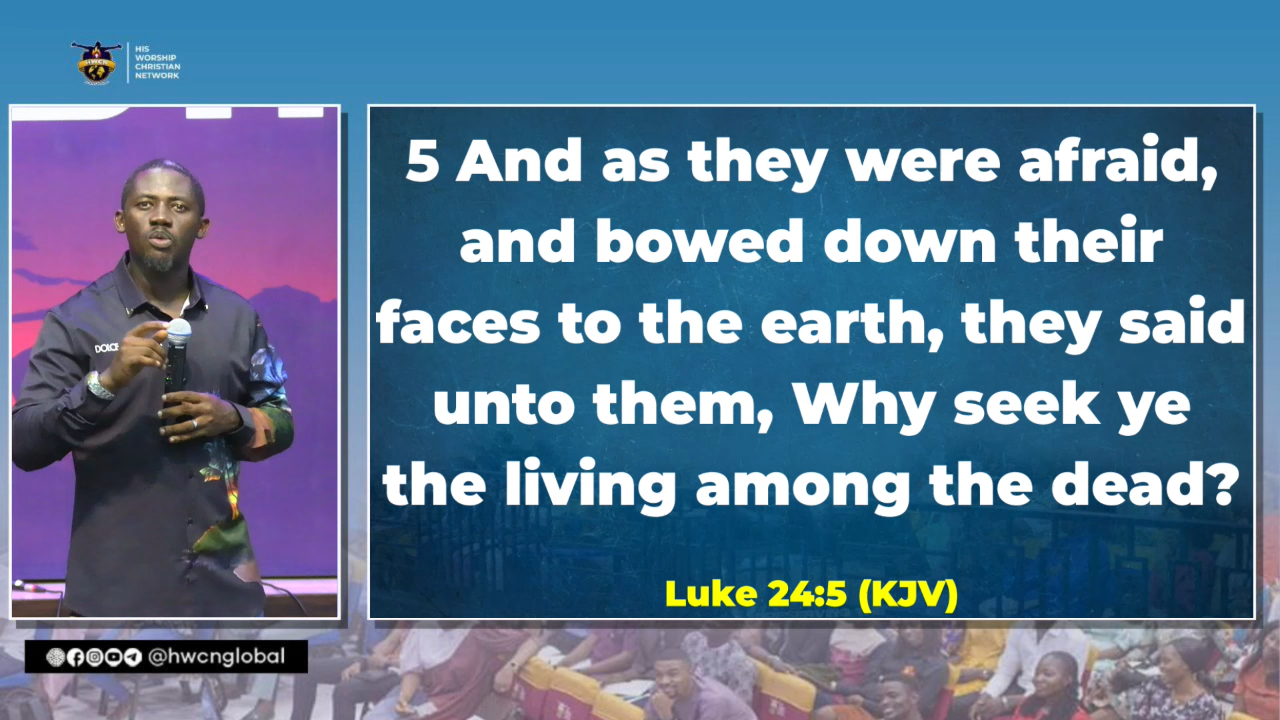 HIS
WORSHIP
CHRISTIAN
NETWORK
5 And as they were afraid,
and bowed down their
faces to the earth, they said
unto them, Why seek ye
the living among the dead?
Luke 24:5 (KJV)
DOLCE
@hwcnglobal